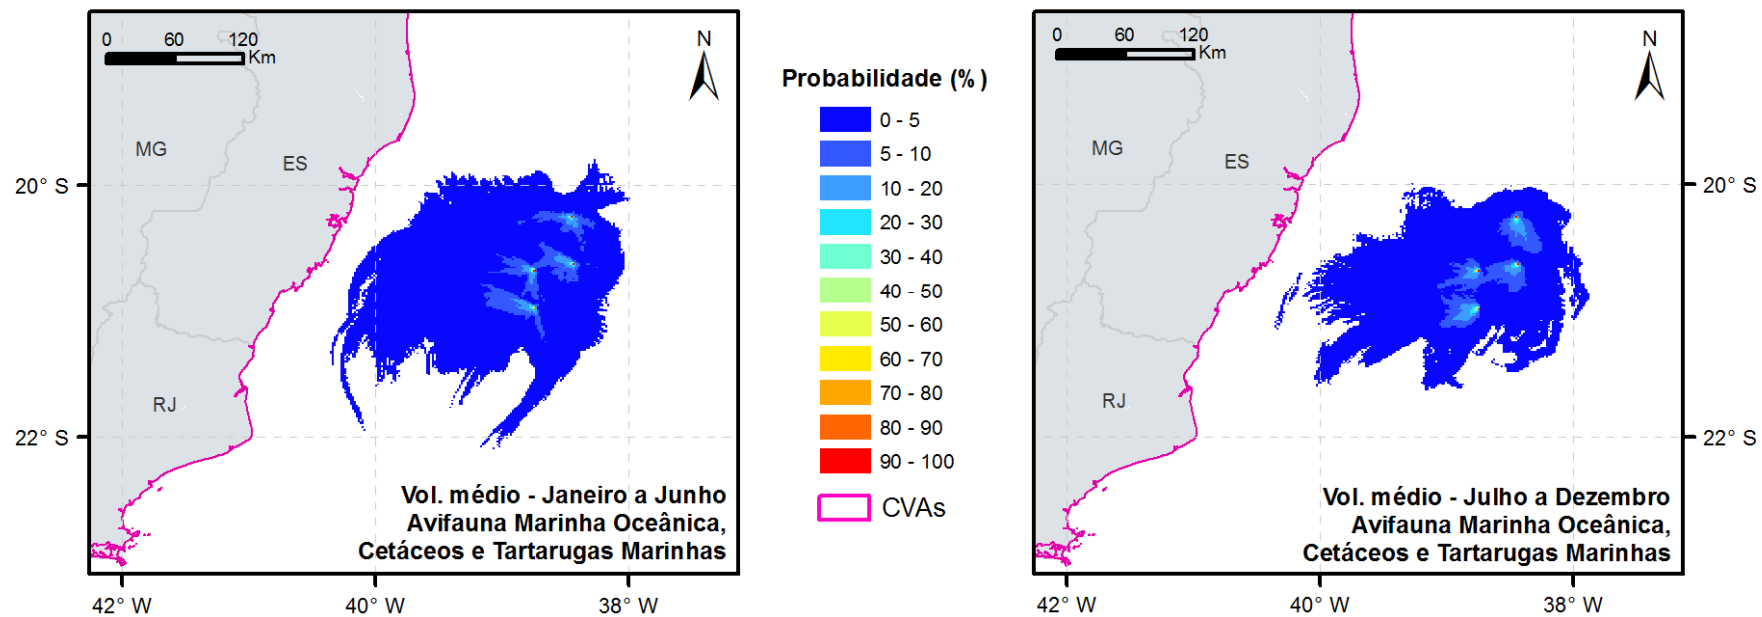 0 60 120
Km
N
MG
ES
RJ
20° S
22° S
42° W 40° W 38° W
Vol. médio - Janeiro a Junho
Avifauna Marinha Oceânica,
Cetáceos e Tartarugas Marinhas
Probabilidade (%)
0 - 5
5 - 10
10 - 20
20 - 30
30 - 40
40 - 50
50 - 60
60 - 70
70 - 80
80 - 90
90 - 100
CVAs
0 60 120
Km
N
MG
ES
RJ
20° S
22° S
42° W 40° W 38° W
Vol. médio - Julho a Dezembro
Avifauna Marinha Oceânica,
Cetáceos e Tartarugas Marinhas